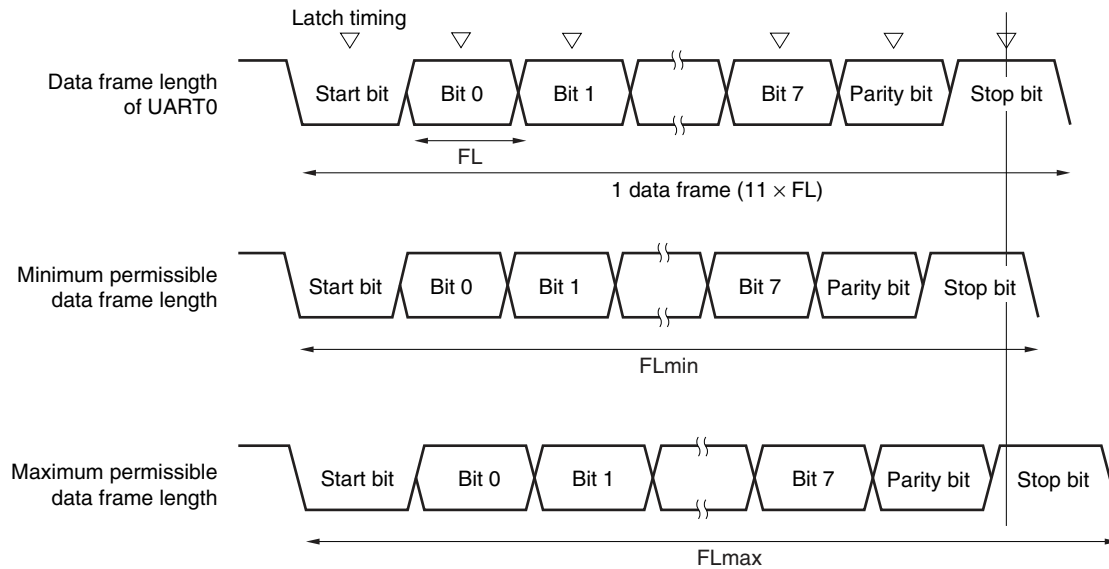 Latch timing
Data frame length
of UART0
Start bit
Bit 0
Bit 1
Bit 7
Parity bit
Stop bit
FL
1 data frame (11 × FL)
Minimum permissible
data frame length
Start bit
Bit 0
Bit 1
Bit 7
Parity bit
Stop bit
FLmin
Maximum permissible
data frame length
Start bit
Bit 0
Bit 1
Bit 7
Parity bit
Stop bit
FLmax